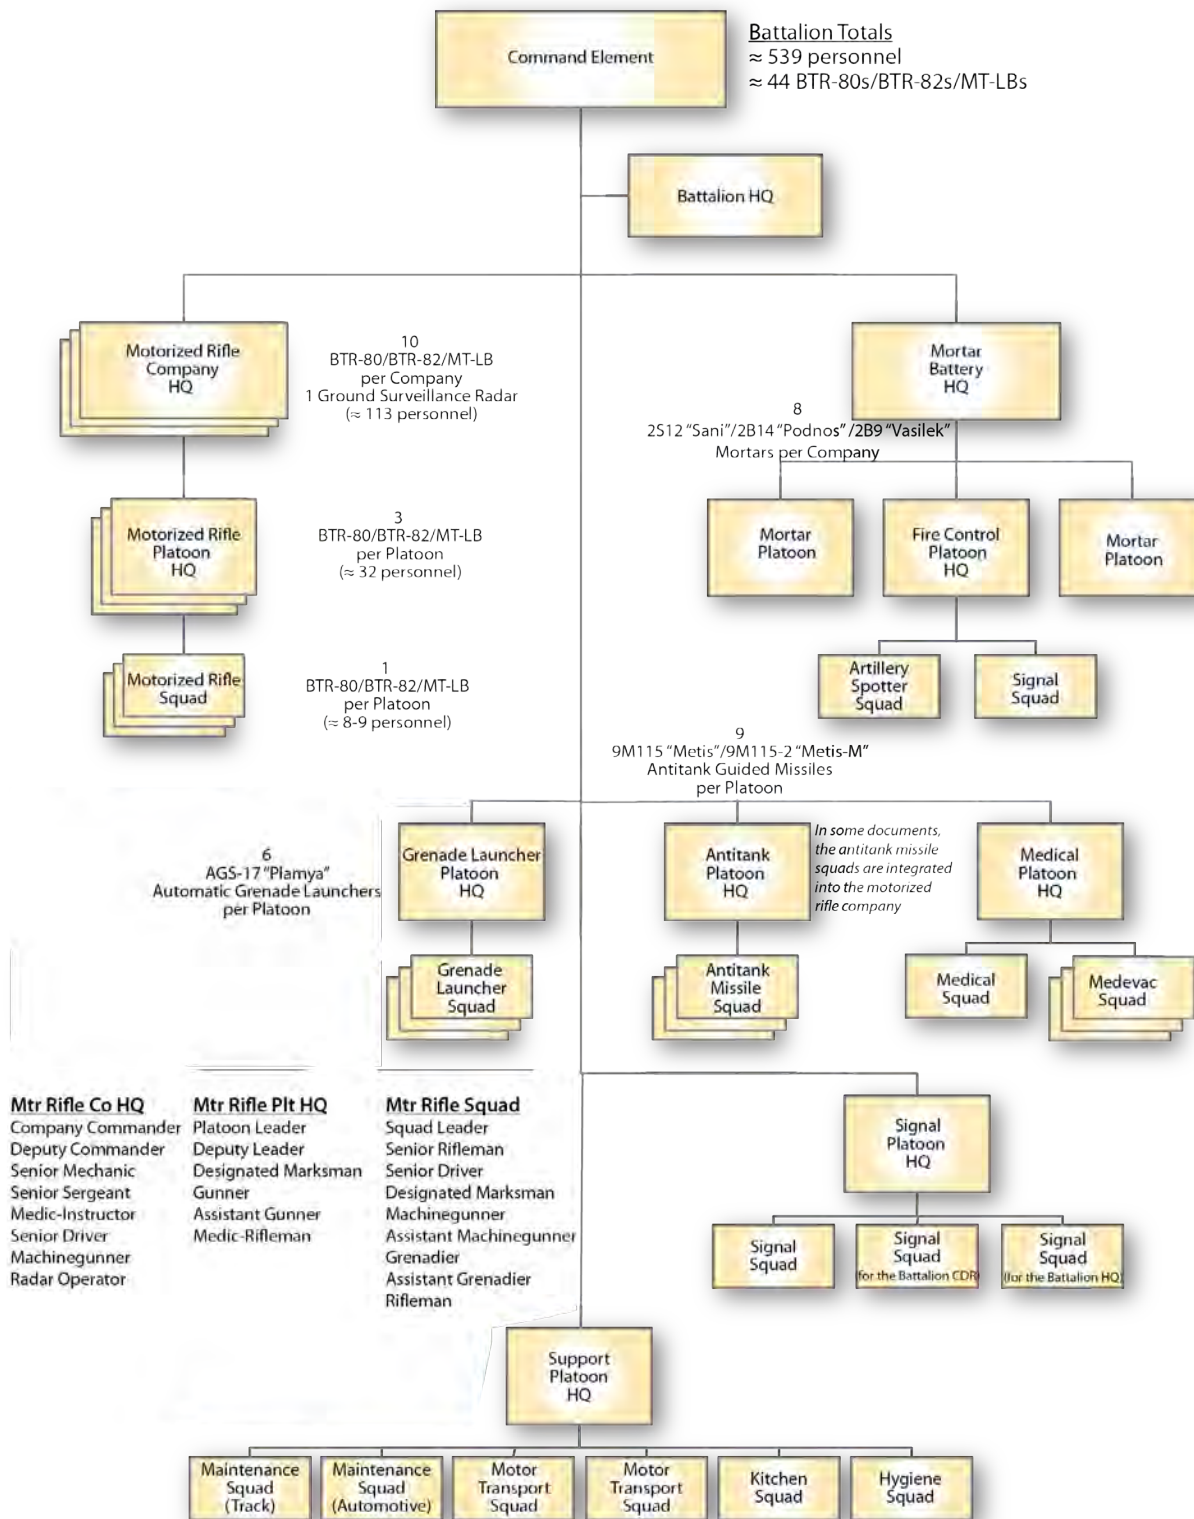 Command Element
Battalion Totals
≈ 539 personnel
≈ 44 BTR-80s/BTR-82s/MT-LBs
Battalion HQ
Motorized Rifle
Company
HQ
10
BTR-80/BTR-82/MT-LB
per Company
1 Ground Surveillance Radar
(≈ 113 personnel)
Mortar
Battery
HQ
8
2S12 “Sani”/2B14 “Podnos”/2B9 “Vasilek”
Mortars per Company
Motorized Rifle
Platoon
HQ
3
BTR-80/BTR-82/MT-LB
per Platoon
(≈ 32 personnel)
Mortar
Platoon
Fire Control
Platoon
HQ
Mortar
Platoon
Motorized Rifle
Squad
1
BTR-80/BTR-82/MT-LB
per Platoon
(≈ 8-9 personnel)
Artillery
Spotter
Squad
Signal
Squad
9
9M115 “Metis”/9M115-2 “Metis-M”
Antitank Guided Missiles
per Platoon
6
AGS-17 “Plamya”
Automatic Grenade Launchers
per Platoon
Grenade Launcher
Platoon
HQ
Antitank
Platoon
HQ
In some documents,
the antitank missile
squads are integrated
into the motorized
rifle company
Medical
Platoon
HQ
Grenade
Launcher
Squad
Antitank
Missile
Squad
Medical
Squad
Medevac
Squad
Mtr Rifle Co HQ
Company Commander
Deputy Commander
Senior Mechanic
Senior Sergeant
Medic-Instructor
Senior Driver
Machinegunner
Radar Operator
Mtr Rifle Plt HQ
Platoon Leader
Deputy Leader
Designated Marksman
Gunner
Assistant Gunner
Medic-Rifleman
Mtr Rifle Squad
Squad Leader
Senior Rifleman
Senior Driver
Designated Marksman
Machinegunner
Assistant Machinegunner
Grenadier
Assistant Grenadier
Rifleman
Signal
Platoon
HQ
Signal
Squad
Signal
Squad
(for the Battalion CDR)
Signal
Squad
(for the Battalion HQ)
Support
Platoon
HQ
Maintenance
Squad
(Track)
Maintenance
Squad
(Automotive)
Motor
Transport
Squad
Motor
Transport
Squad
Kitchen
Squad
Hygiene
Squad